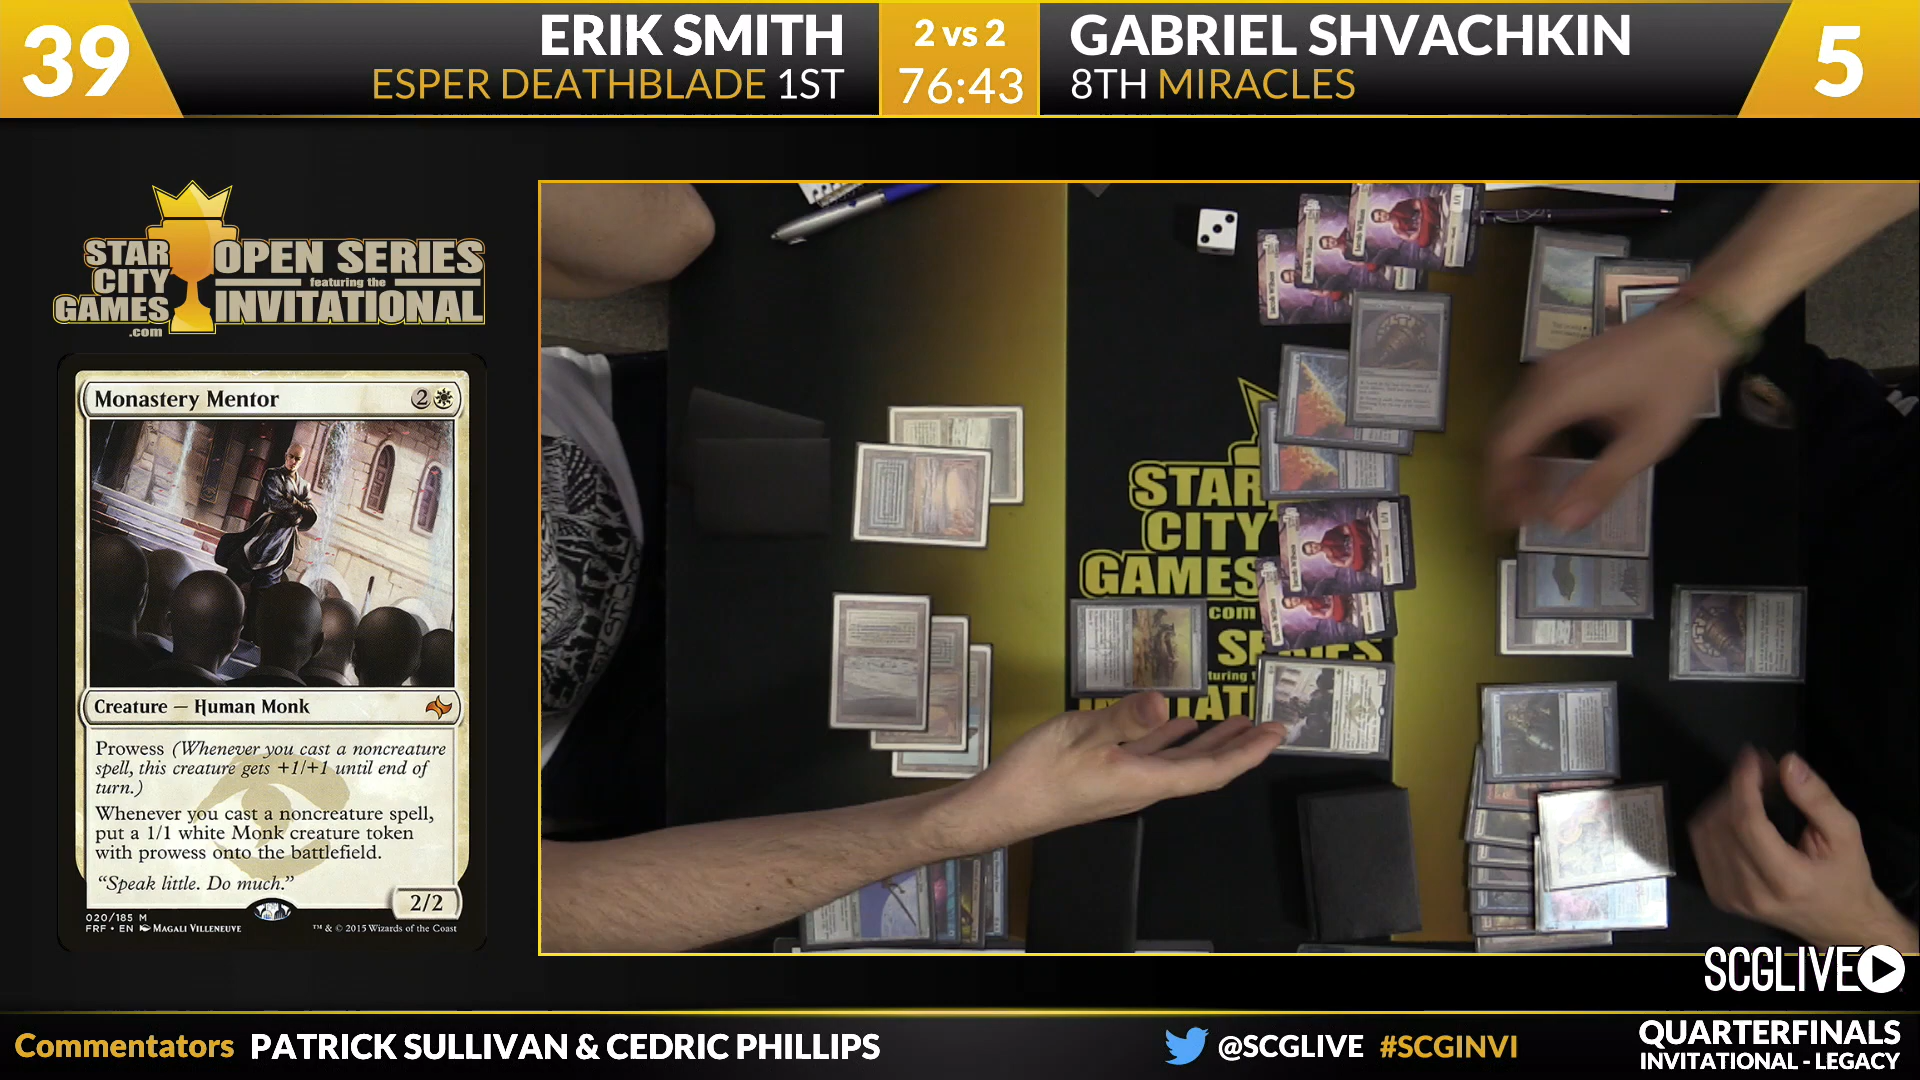 39
ERIK SMITH
ESPER DEATHBLADE 1ST
2 vs 2
76:43
GABRIEL SHVACHKIN
8TH MIRACLES
5
STAR CITY GAMES .com
OPEN SERIES
featuring the
INVITATIONAL
Monastery Mentor 2
Creature — Human Monk
Prowess (Whenever you cast a noncreature
spell, this creature gets +1/+1 until end of
turn.)
Whenever you cast a noncreature spell,
put a 1/1 white Monk creature token
with prowess onto the battlefield.
“Speak little. Do much.”
2/2
020/185 M
FRF • EN MAGALI VILLENEUVE
™ & © 2015 Wizards of the Coast
STAR
CITY
GAMES
com
SCGLIVE
Commentators PATRICK SULLIVAN & CEDRIC PHILLIPS
@SCGLIVE #SCGINVI
QUARTERFINALS
INVITATIONAL - LEGACY